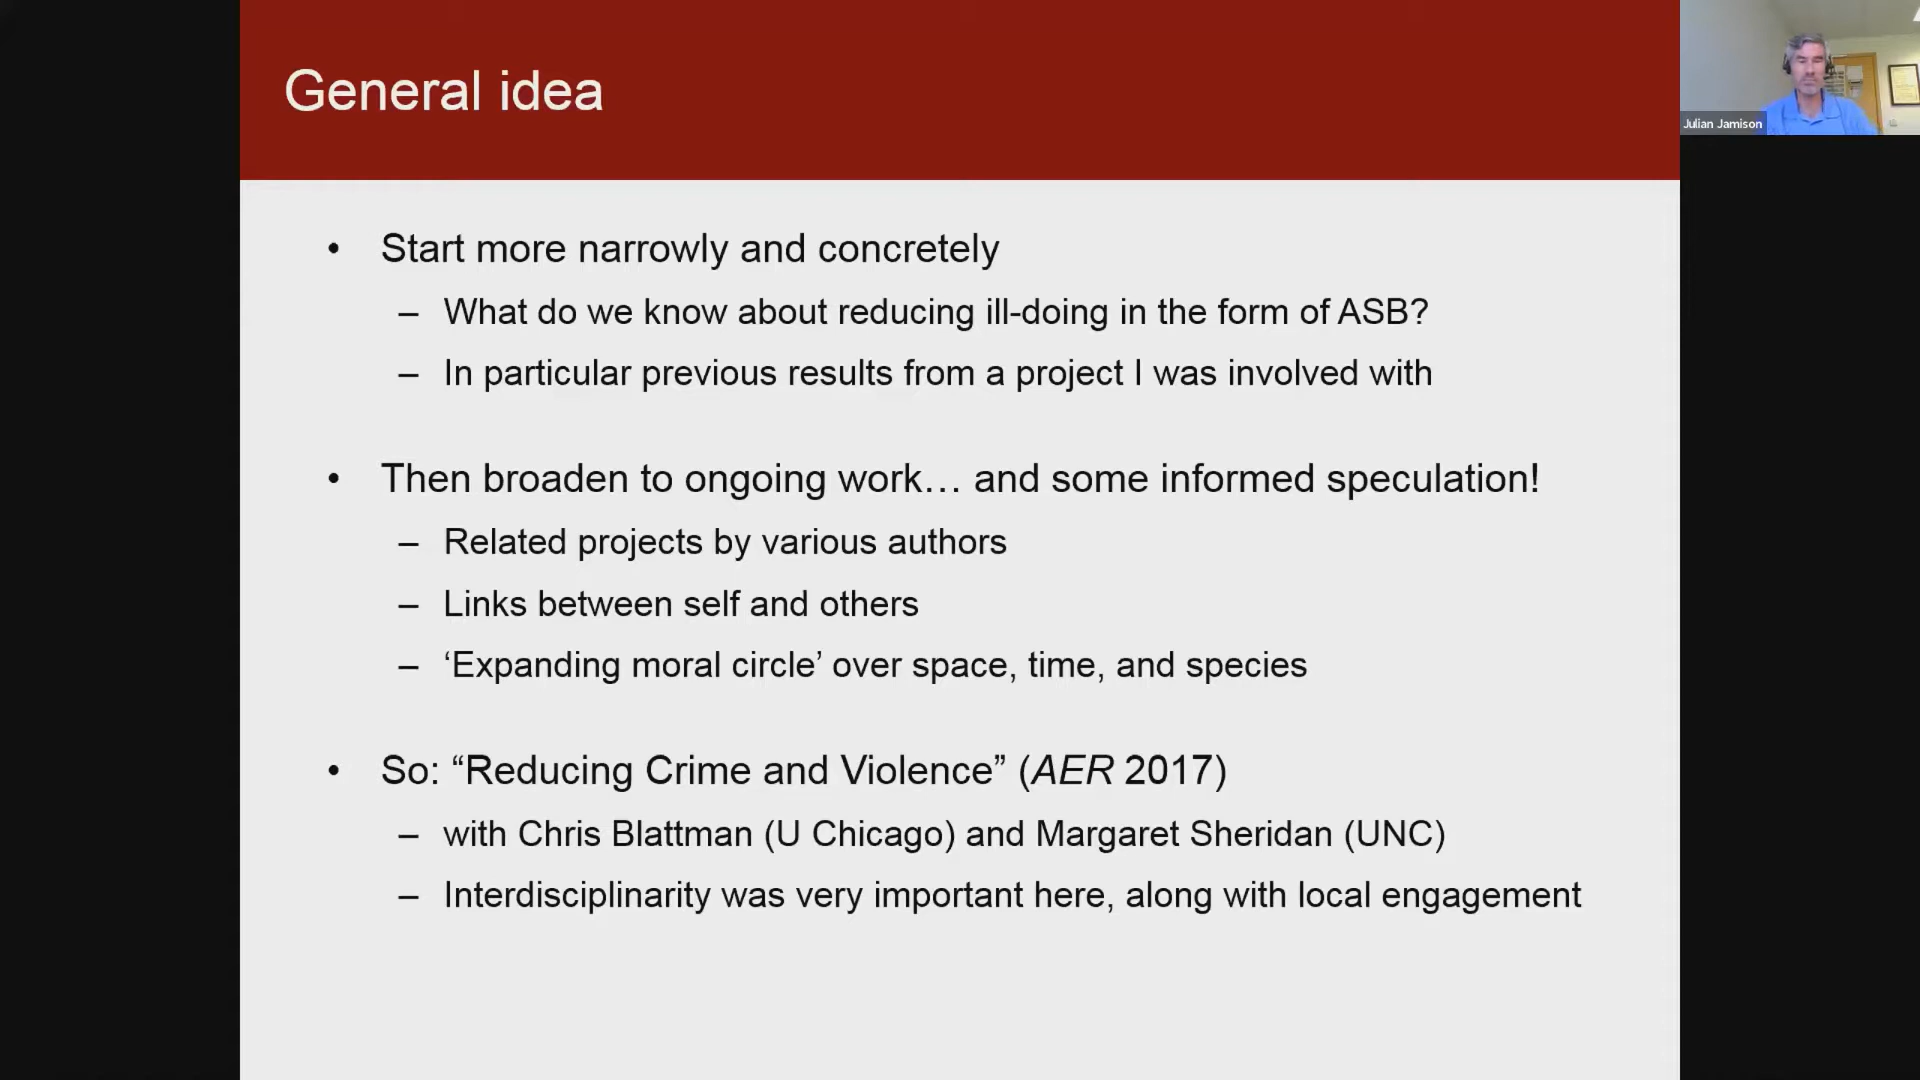 General idea
Julian Jamison
• Start more narrowly and concretely
– What do we know about reducing ill-doing in the form of ASB?
– In particular previous results from a project I was involved with
• Then broaden to ongoing work… and some informed speculation!
– Related projects by various authors
– Links between self and others
– ‘Expanding moral circle’ over space, time, and species
• So: “Reducing Crime and Violence” (AER 2017)
– with Chris Blattman (U Chicago) and Margaret Sheridan (UNC)
– Interdisciplinarity was very important here, along with local engagement